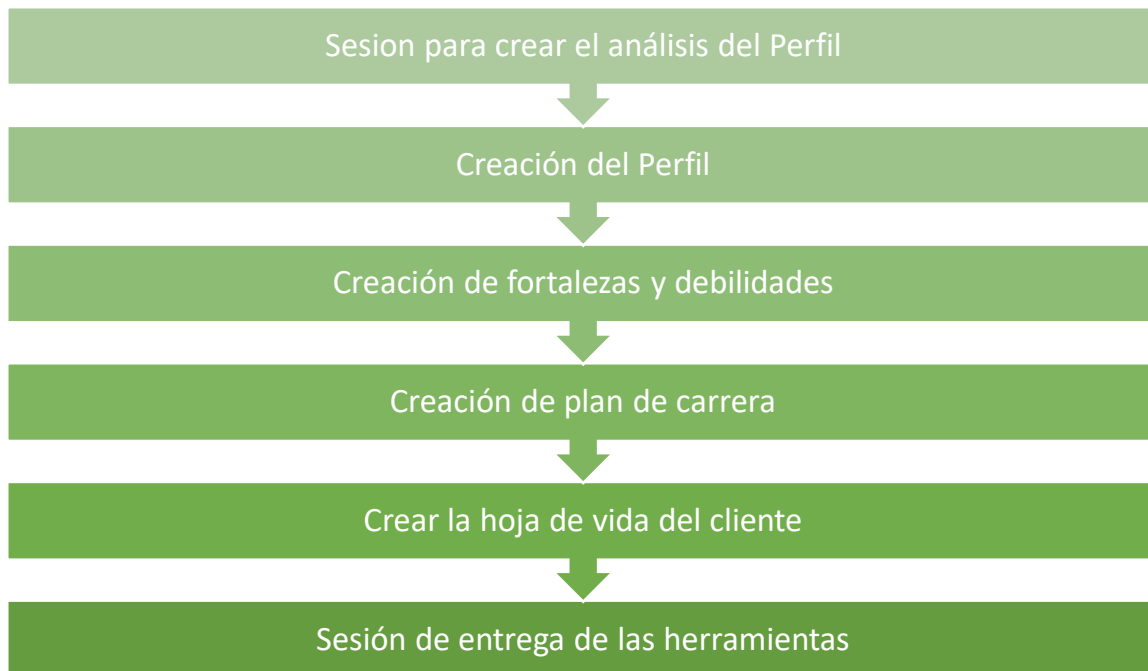 Sesion para crear el análisis del Perfil
Creación del Perfil
Creación de fortalezas y debilidades
Creación de plan de carrera
Crear la hoja de vida del cliente
Sesión de entrega de las herramientas